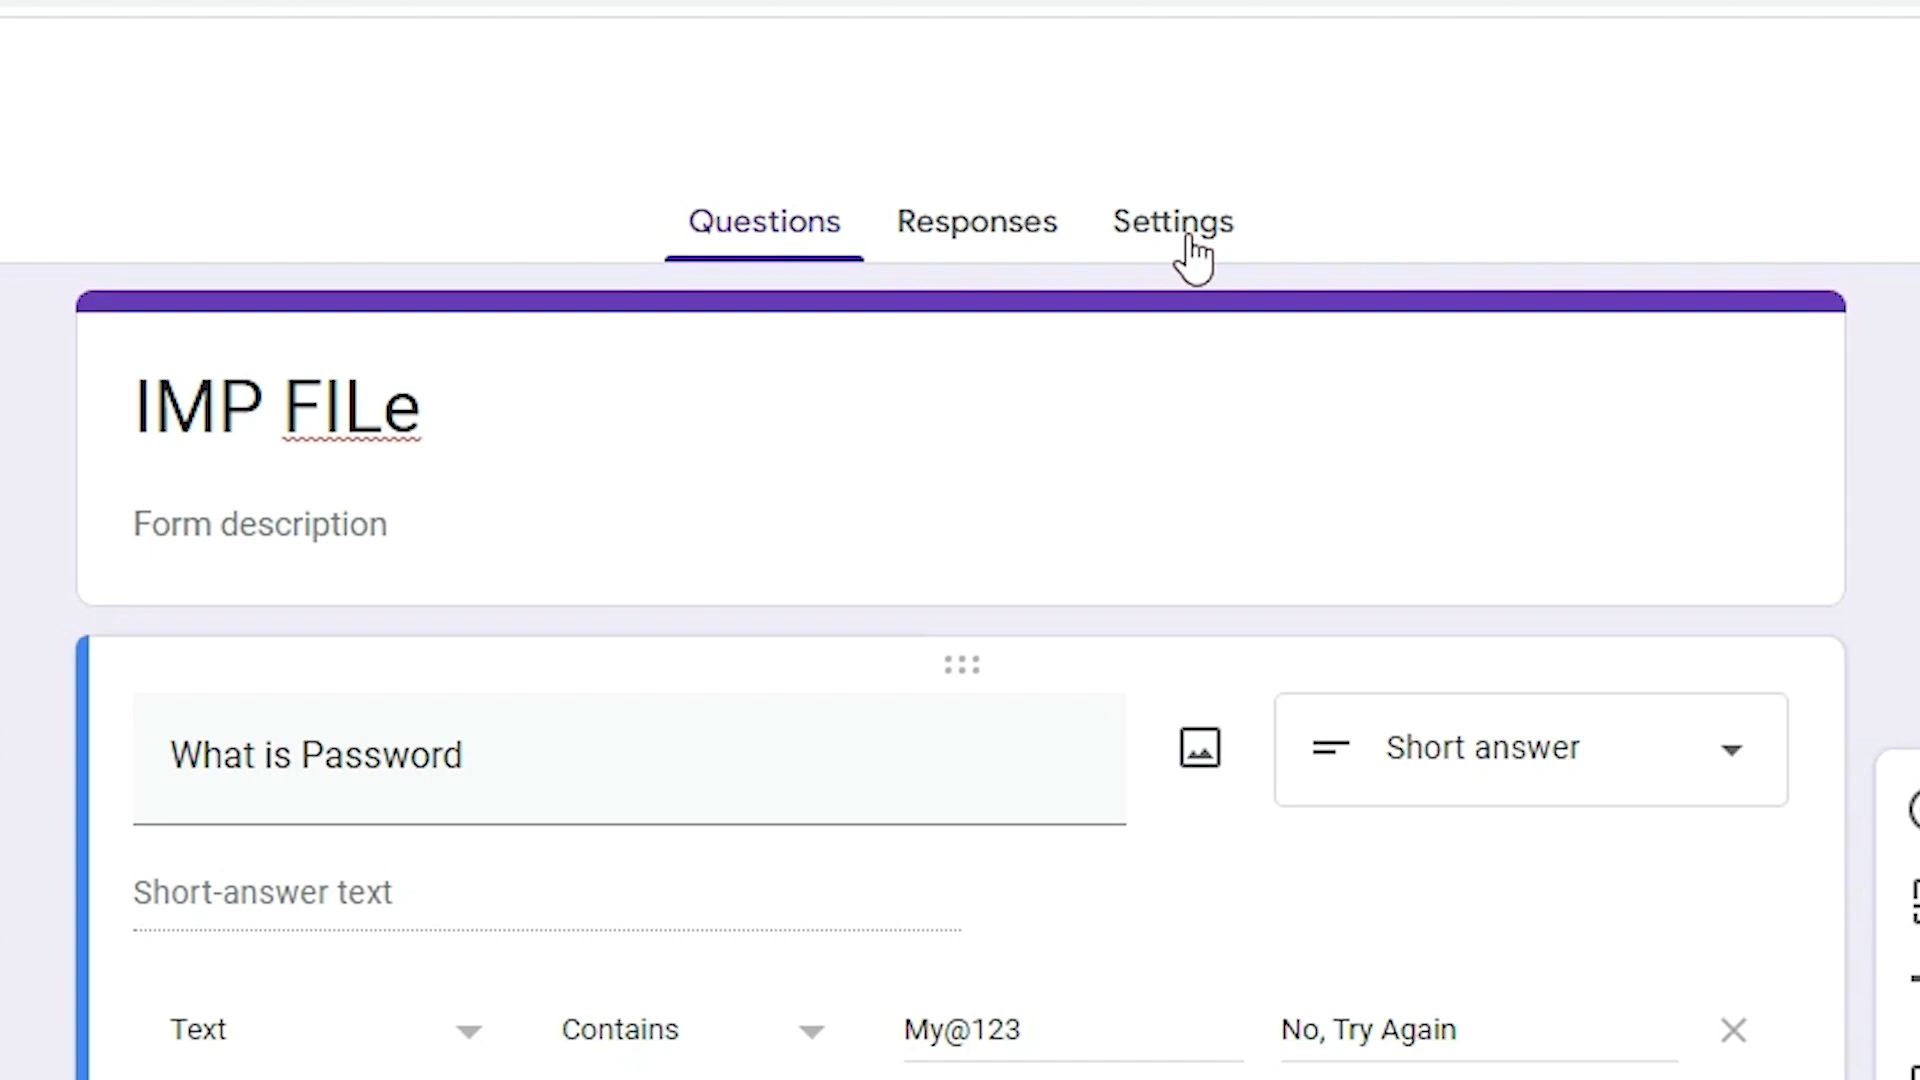 Questions Responses Settings
IMP FILe
Form description
What is Password
Short answer
Short-answer text
Text Contains My@123 No, Try Again